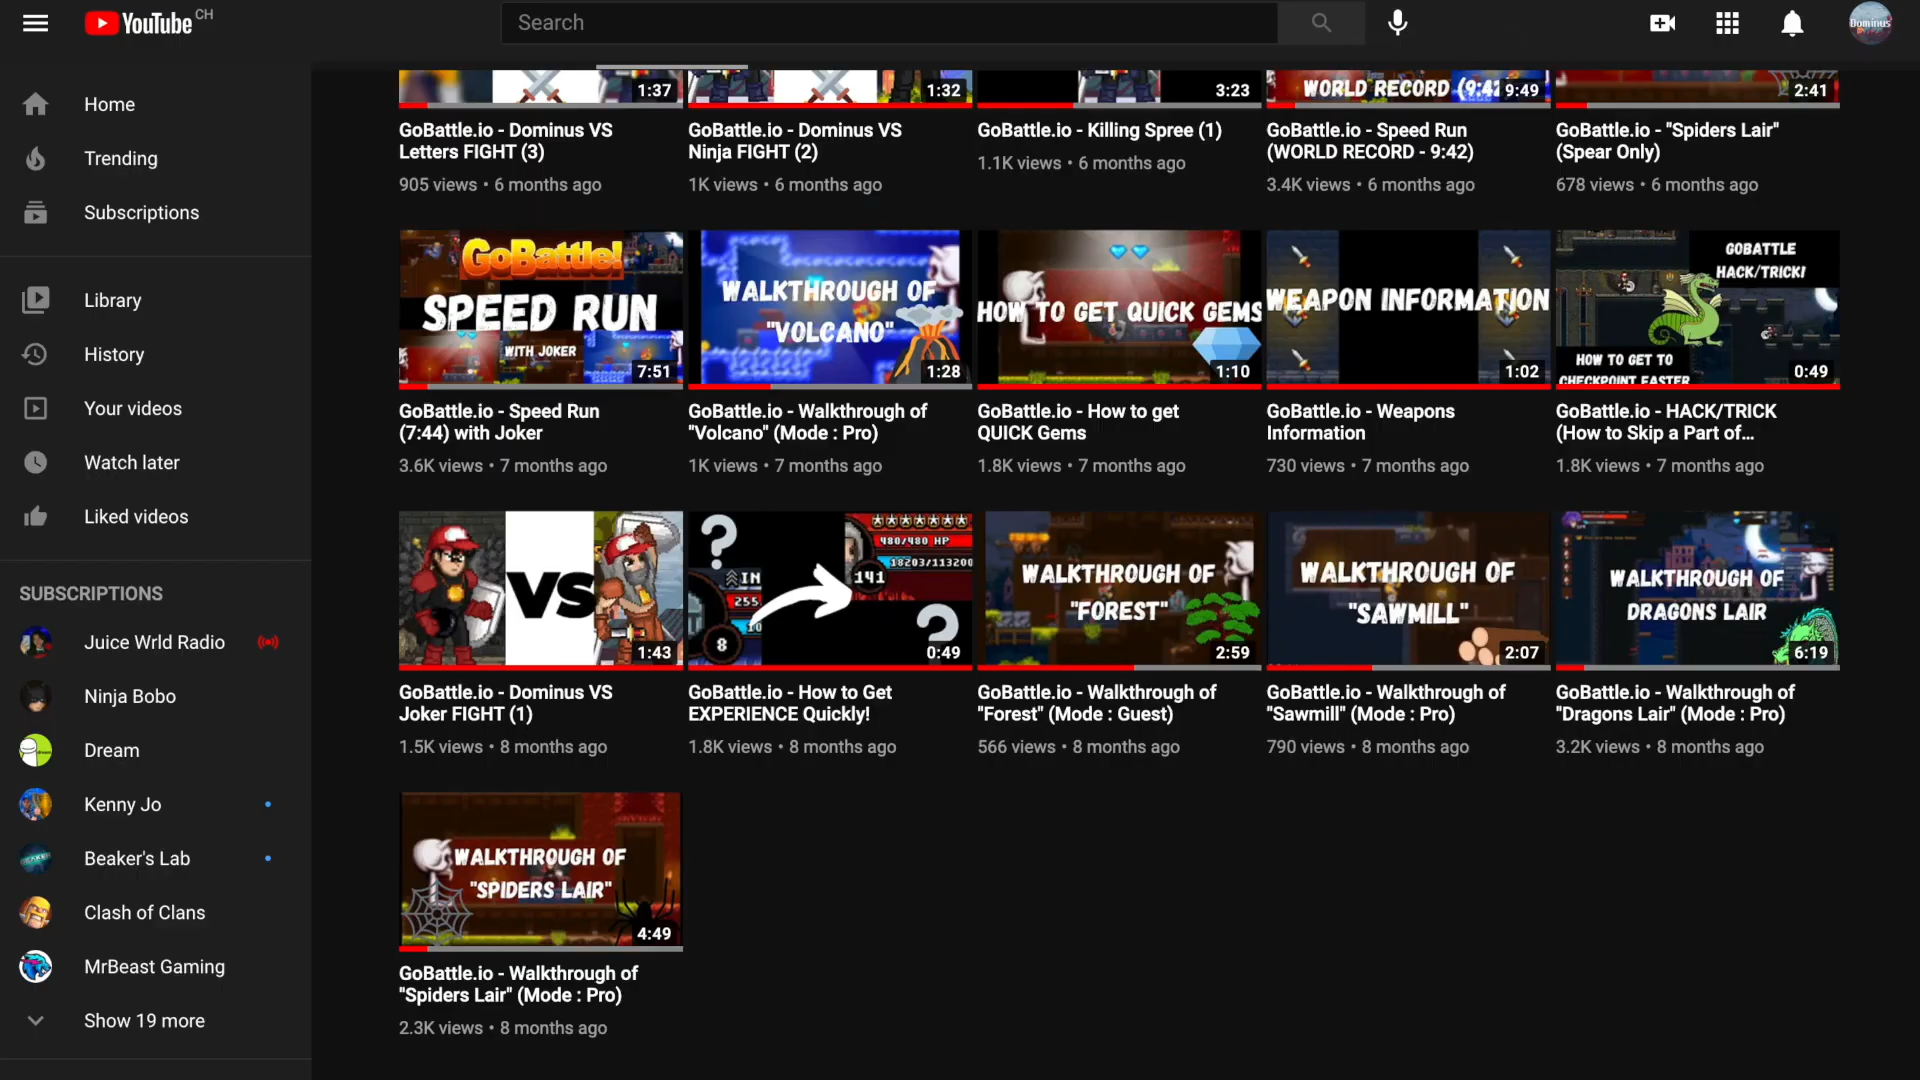 YouTube CH
Search
Dominus
Home
Trending
Subscriptions
Library
History
Your videos
Watch later
Liked videos
SUBSCRIPTIONS
Juice Wrld Radio
Ninja Bobo
Dream
Kenny Jo
Beaker's Lab
Clash of Clans
MrBeast Gaming
Show 19 more
1:37
1:32
3:23
WORLD RECORD (9:42
9:49
2:41
GoBattle.io - Dominus VS
Letters FIGHT (3)
905 views • 6 months ago
GoBattle.io - Dominus VS
Ninja FIGHT (2)
1K views • 6 months ago
GoBattle.io - Killing Spree (1)
1.1K views • 6 months ago
GoBattle.io - Speed Run
(WORLD RECORD - 9:42)
3.4K views • 6 months ago
GoBattle.io - "Spiders Lair"
(Spear Only)
678 views • 6 months ago
GoBattle!
SPEED RUN
WITH JOKER
7:51
WALKTHROUGH OF
"VOLCANO"
1:28
HOW TO GET QUICK GEMS
1:10
WEAPON INFORMATION
1:02
GOBATTLE
HACK/TRICK!
HOW TO GET TO
CHECKPOINT FASTER
0:49
GoBattle.io - Speed Run
(7:44) with Joker
3.6K views • 7 months ago
GoBattle.io - Walkthrough of
"Volcano" (Mode : Pro)
1K views • 7 months ago
GoBattle.io - How to get
QUICK Gems
1.8K views • 7 months ago
GoBattle.io - Weapons
Information
730 views • 7 months ago
GoBattle.io - HACK/TRICK
(How to Skip a Part of...
1.8K views • 7 months ago
VS
1:43
?
480/480 HP
18203/113200
141
IN
255
10
8
?
0:49
WALKTHROUGH OF
"FOREST"
2:59
WALKTHROUGH OF
"SAWMILL"
2:07
WALKTHROUGH OF
DRAGONS LAIR
6:19
GoBattle.io - Dominus VS
Joker FIGHT (1)
1.5K views • 8 months ago
GoBattle.io - How to Get
EXPERIENCE Quickly!
1.8K views • 8 months ago
GoBattle.io - Walkthrough of
"Forest" (Mode : Guest)
566 views • 8 months ago
GoBattle.io - Walkthrough of
"Sawmill" (Mode : Pro)
790 views • 8 months ago
GoBattle.io - Walkthrough of
"Dragons Lair" (Mode : Pro)
3.2K views • 8 months ago
WALKTHROUGH OF
"SPIDERS LAIR"
4:49
GoBattle.io - Walkthrough of
"Spiders Lair" (Mode : Pro)
2.3K views • 8 months ago